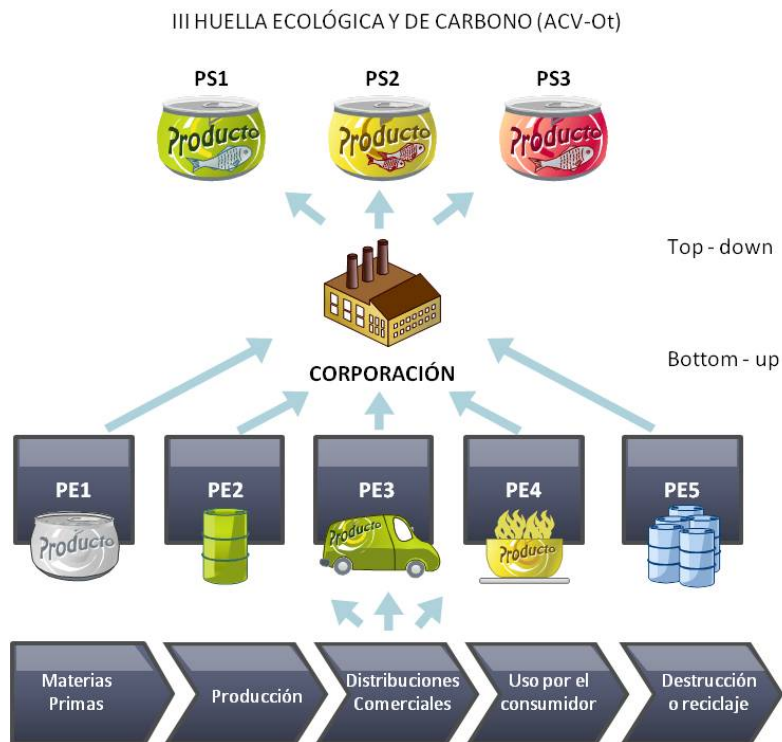 III HUELLA ECOLÓGICA Y DE CARBONO (ACV-Ot)
PS1
PS2
PS3
Producto
Producto
Producto
Top - down
CORPORACIÓN
Bottom - up
PE1
PE2
PE3
PE4
PE5
Producto
Producto
Producto
Materias
Primas
Producción
Distribuciones
Comerciales
Uso por el
consumidor
Destrucción
o reciclaje